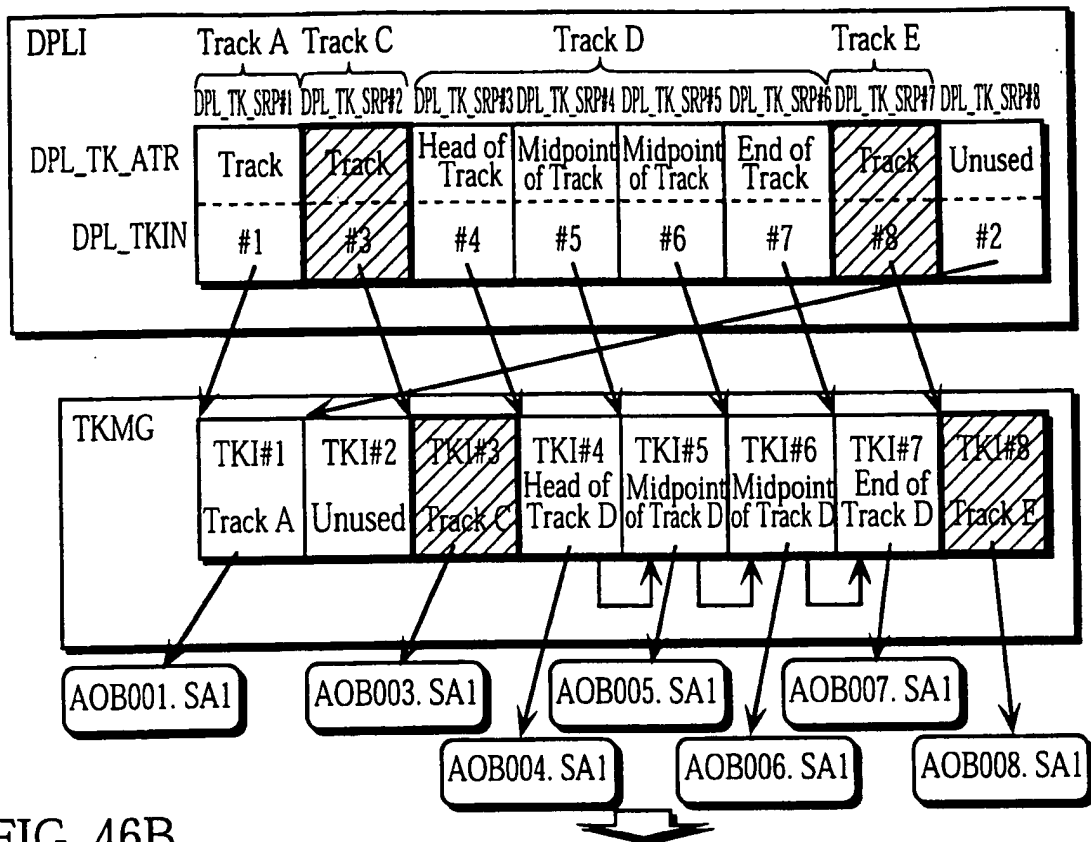 DPLI
Track A Track C Track D Track E
DPL_TK_SRP#1 DPL_TK_SRP#2 DPL_TK_SRP#3 DPL_TK_SRP#4 DPL_TK_SRP#5 DPL_TK_SRP#6 DPL_TK_SRP#7 DPL_TK_SRP#8
DPL_TK_ATR
Track
Track
Head of
Track
Midpoint
of Track
Midpoint
of Track
End of
Track
Track
Unused
DPL_TKIN
#1 #3 #4 #5 #6 #7 #8 #2
TKMG
TKI#1
Track A
TKI#2
Unused
TKI#3
Track C
TKI#4
Head of
Track D
TKI#5
Midpoint
of Track D
TKI#6
Midpoint
of Track D
TKI#7
End of
Track D
TKI#8
Track E
AOB001. SA1
AOB003. SA1
AOB005. SA1
AOB007. SA1
AOB004. SA1
AOB006. SA1
AOB008. SA1
FIG. 46B